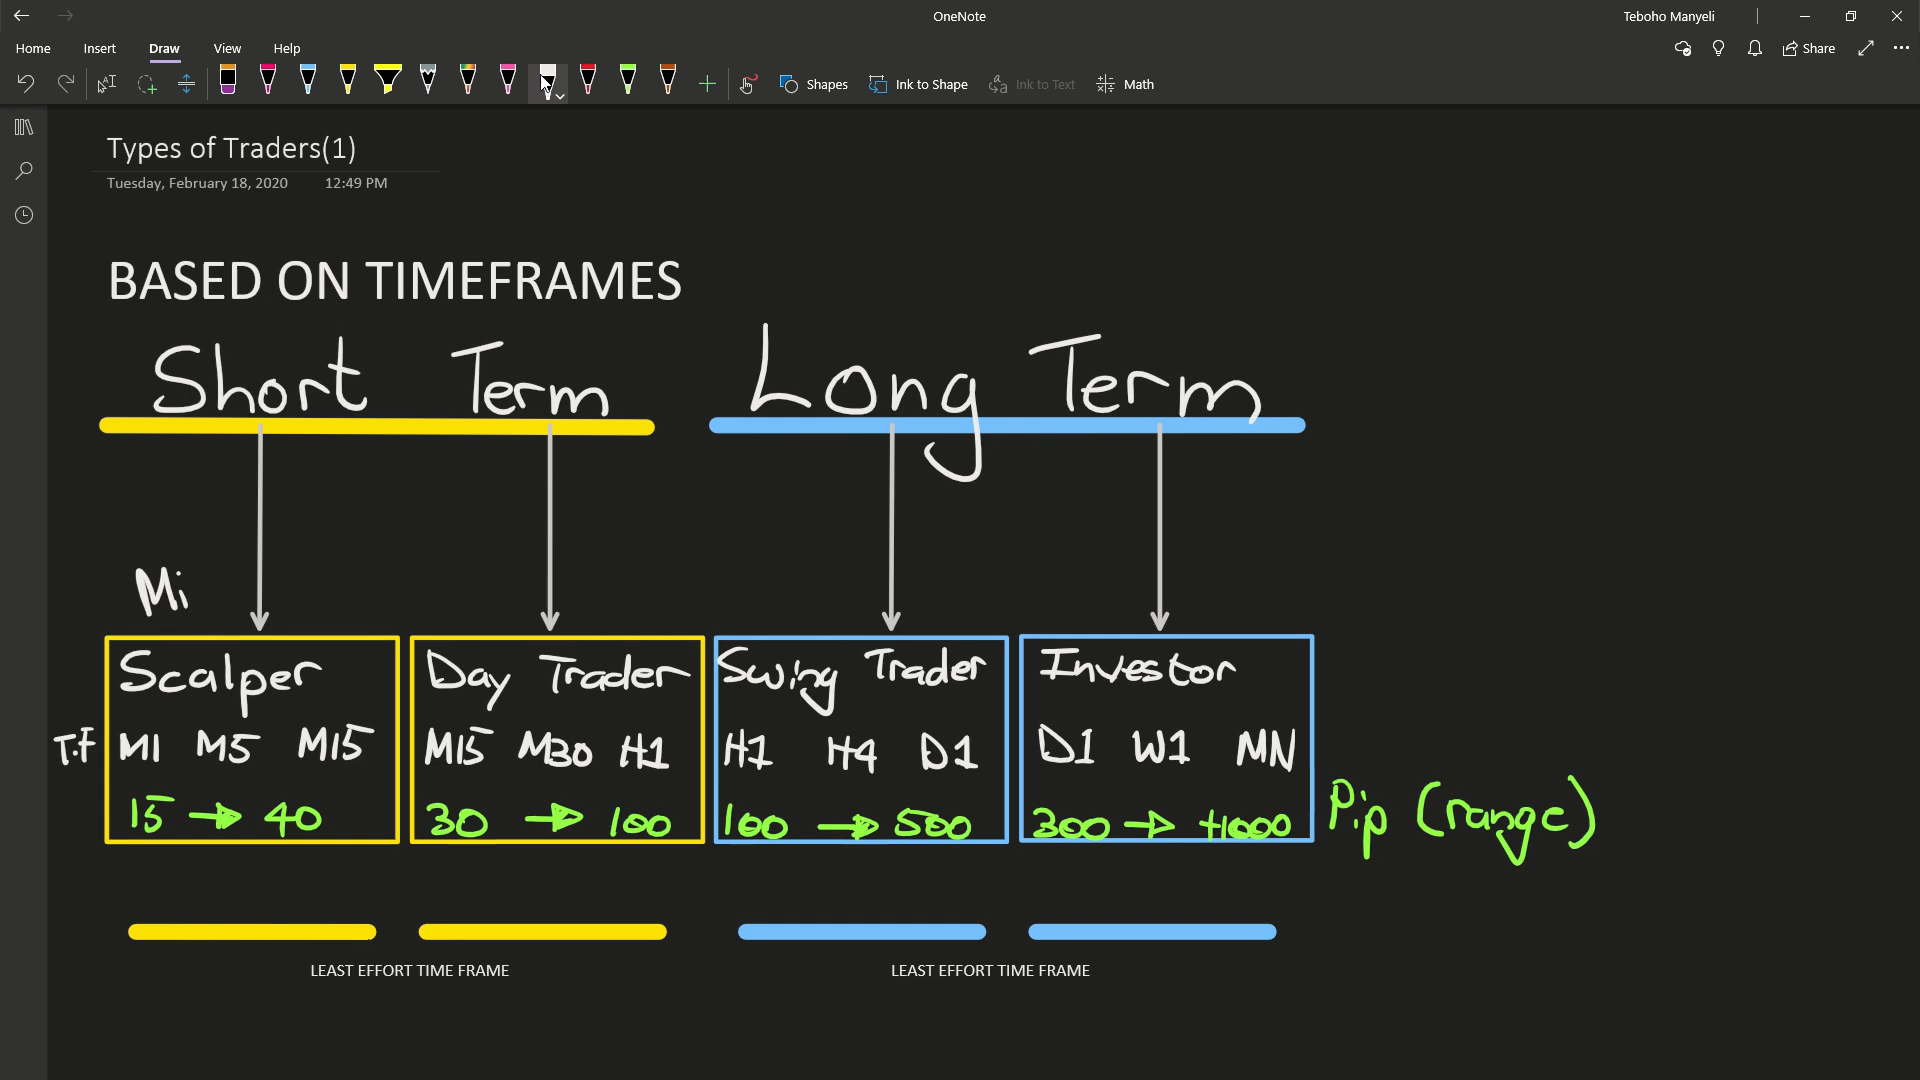 OneNote
Teboho Manyeli
Home Insert Draw View Help
Share
Shapes Ink to Shape Ink to Text Math
Types of Traders(1)
Tuesday, February 18, 2020 12:49 PM
BASED ON TIMEFRAMES
Short Term Long Term
Mi
Scalper Day Trader Swing Trader Investor
T.F M1 M5 M15 M15 M30 H1 H1 H4 D1 D1 W1 MN
15 → 40 30 → 100 100 → 500 300 → +1000 Pip (range)
LEAST EFFORT TIME FRAME LEAST EFFORT TIME FRAME